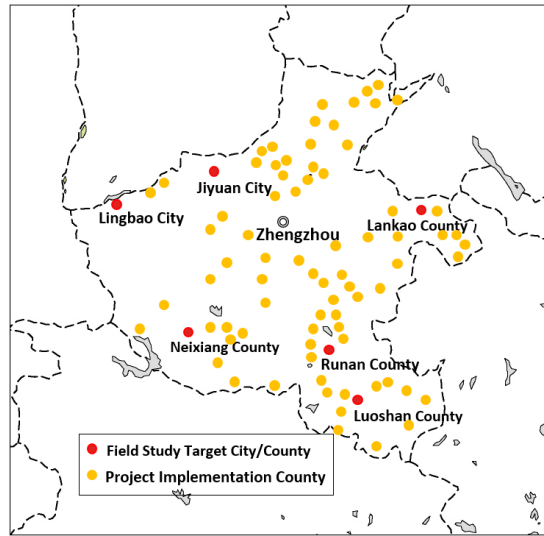 Jiyuan City
Lingbao City
Lankao County
Zhengzhou
Neixiang County
Runan County
Luoshan County
Field Study Target City/County
Project Implementation County